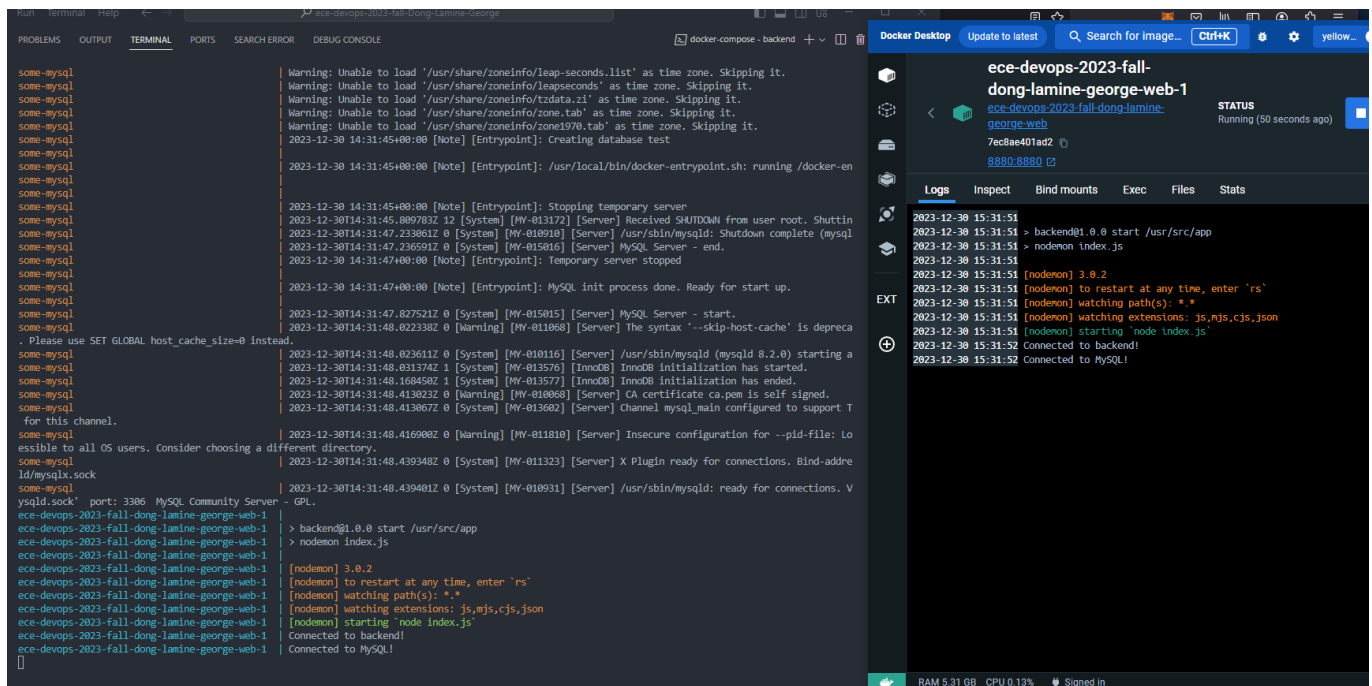 Run Terminal Help
ece-devops-2023-fall-Dong-Lamine-George
PROBLEMS OUTPUT TERMINAL PORTS SEARCH ERROR DEBUG CONSOLE
docker-compose - backend
some-mysql | Warning: Unable to load '/usr/share/zoneinfo/leap-seconds.list' as time zone. Skipping it.
some-mysql | Warning: Unable to load '/usr/share/zoneinfo/leapseconds' as time zone. Skipping it.
some-mysql | Warning: Unable to load '/usr/share/zoneinfo/tzdata.zi' as time zone. Skipping it.
some-mysql | Warning: Unable to load '/usr/share/zoneinfo/zone.tab' as time zone. Skipping it.
some-mysql | Warning: Unable to load '/usr/share/zoneinfo/zone1970.tab' as time zone. Skipping it.
some-mysql | 2023-12-30 14:31:45+00:00 [Note] [Entrypoint]: Creating database test
some-mysql |
some-mysql | 2023-12-30 14:31:45+00:00 [Note] [Entrypoint]: /usr/local/bin/docker-entrypoint.sh: running /docker-en
some-mysql |
some-mysql |
some-mysql | 2023-12-30 14:31:45+00:00 [Note] [Entrypoint]: Stopping temporary server
some-mysql | 2023-12-30T14:31:45.809783Z 12 [System] [MY-013172] [Server] Received SHUTDOWN from user root. Shuttin
some-mysql | 2023-12-30T14:31:47.233061Z 0 [System] [MY-010910] [Server] /usr/sbin/mysqld: Shutdown complete (mysql
some-mysql | 2023-12-30T14:31:47.236591Z 0 [System] [MY-015016] [Server] MySQL Server - end.
some-mysql | 2023-12-30 14:31:47+00:00 [Note] [Entrypoint]: Temporary server stopped
some-mysql |
some-mysql | 2023-12-30 14:31:47+00:00 [Note] [Entrypoint]: MySQL init process done. Ready for start up.
some-mysql |
some-mysql | 2023-12-30T14:31:47.827521Z 0 [System] [MY-015015] [Server] MySQL Server - start.
some-mysql | 2023-12-30T14:31:48.022338Z 0 [Warning] [MY-011068] [Server] The syntax '--skip-host-cache' is depreca
. Please use SET GLOBAL host_cache_size=0 instead.
some-mysql | 2023-12-30T14:31:48.023611Z 0 [System] [MY-010116] [Server] /usr/sbin/mysqld (mysqld 8.2.0) starting a
some-mysql | 2023-12-30T14:31:48.031374Z 1 [System] [MY-013576] [InnoDB] InnoDB initialization has started.
some-mysql | 2023-12-30T14:31:48.168450Z 1 [System] [MY-013577] [InnoDB] InnoDB initialization has ended.
some-mysql | 2023-12-30T14:31:48.413023Z 0 [Warning] [MY-010068] [Server] CA certificate ca.pem is self signed.
some-mysql | 2023-12-30T14:31:48.413067Z 0 [System] [MY-013602] [Server] Channel mysql_main configured to support T
for this channel.
some-mysql | 2023-12-30T14:31:48.416900Z 0 [Warning] [MY-011810] [Server] Insecure configuration for --pid-file: Lo
essible to all OS users. Consider choosing a different directory.
some-mysql | 2023-12-30T14:31:48.439348Z 0 [System] [MY-011323] [Server] X Plugin ready for connections. Bind-addre
ld/mysqlx.sock
some-mysql | 2023-12-30T14:31:48.439401Z 0 [System] [MY-010931] [Server] /usr/sbin/mysqld: ready for connections. V
ysqld.sock' port: 3306 MySQL Community Server - GPL.
ece-devops-2023-fall-dong-lamine-george-web-1 |
ece-devops-2023-fall-dong-lamine-george-web-1 | > backend@1.0.0 start /usr/src/app
ece-devops-2023-fall-dong-lamine-george-web-1 | > nodemon index.js
ece-devops-2023-fall-dong-lamine-george-web-1 |
ece-devops-2023-fall-dong-lamine-george-web-1 | [nodemon] 3.0.2
ece-devops-2023-fall-dong-lamine-george-web-1 | [nodemon] to restart at any time, enter `rs`
ece-devops-2023-fall-dong-lamine-george-web-1 | [nodemon] watching path(s): *.*
ece-devops-2023-fall-dong-lamine-george-web-1 | [nodemon] watching extensions: js,mjs,cjs,json
ece-devops-2023-fall-dong-lamine-george-web-1 | [nodemon] starting `node index.js`
ece-devops-2023-fall-dong-lamine-george-web-1 | Connected to backend!
ece-devops-2023-fall-dong-lamine-george-web-1 | Connected to MySQL!
Docker Desktop Update to latest Search for image... Ctrl+K yellow...
ece-devops-2023-fall-
dong-lamine-george-web-1
ece-devops-2023-fall-dong-lamine-
george-web
7ec8ae401ad2
8880:8880
STATUS
Running (50 seconds ago)
EXT
Logs Inspect Bind mounts Exec Files Stats
2023-12-30 15:31:51
2023-12-30 15:31:51 > backend@1.0.0 start /usr/src/app
2023-12-30 15:31:51 > nodemon index.js
2023-12-30 15:31:51
2023-12-30 15:31:51 [nodemon] 3.0.2
2023-12-30 15:31:51 [nodemon] to restart at any time, enter `rs`
2023-12-30 15:31:51 [nodemon] watching path(s): *.*
2023-12-30 15:31:51 [nodemon] watching extensions: js,mjs,cjs,json
2023-12-30 15:31:51 [nodemon] starting `node index.js`
2023-12-30 15:31:52 Connected to backend!
2023-12-30 15:31:52 Connected to MySQL!
RAM 5.31 GB CPU 0.13% Signed in